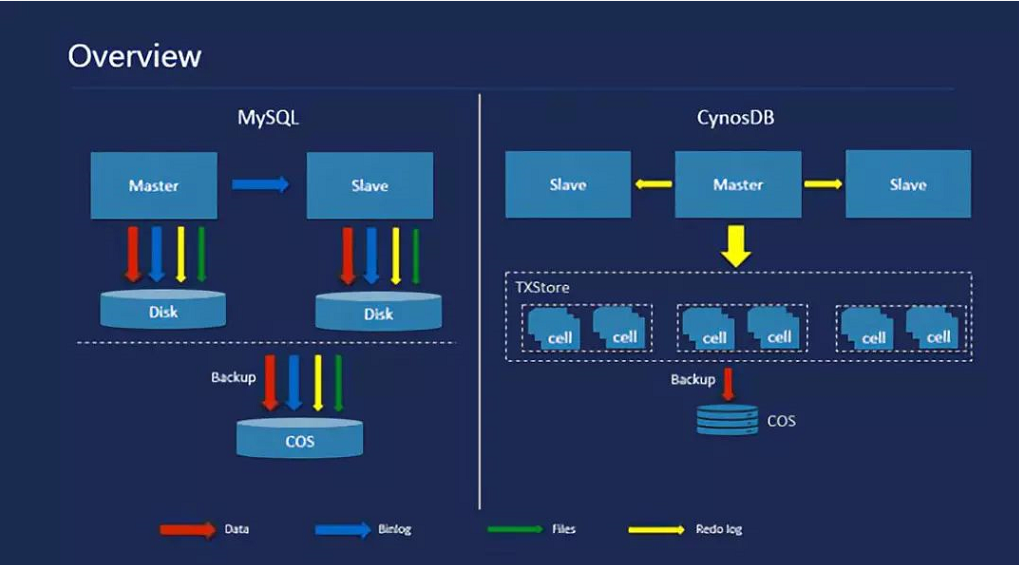 Overview
MySQL
Master
Slave
Disk
Disk
Backup
COS
CynosDB
Slave
Master
Slave
TXStore
cell
cell
cell
cell
cell
cell
Backup
COS
Data
Binlog
Files
Redo log